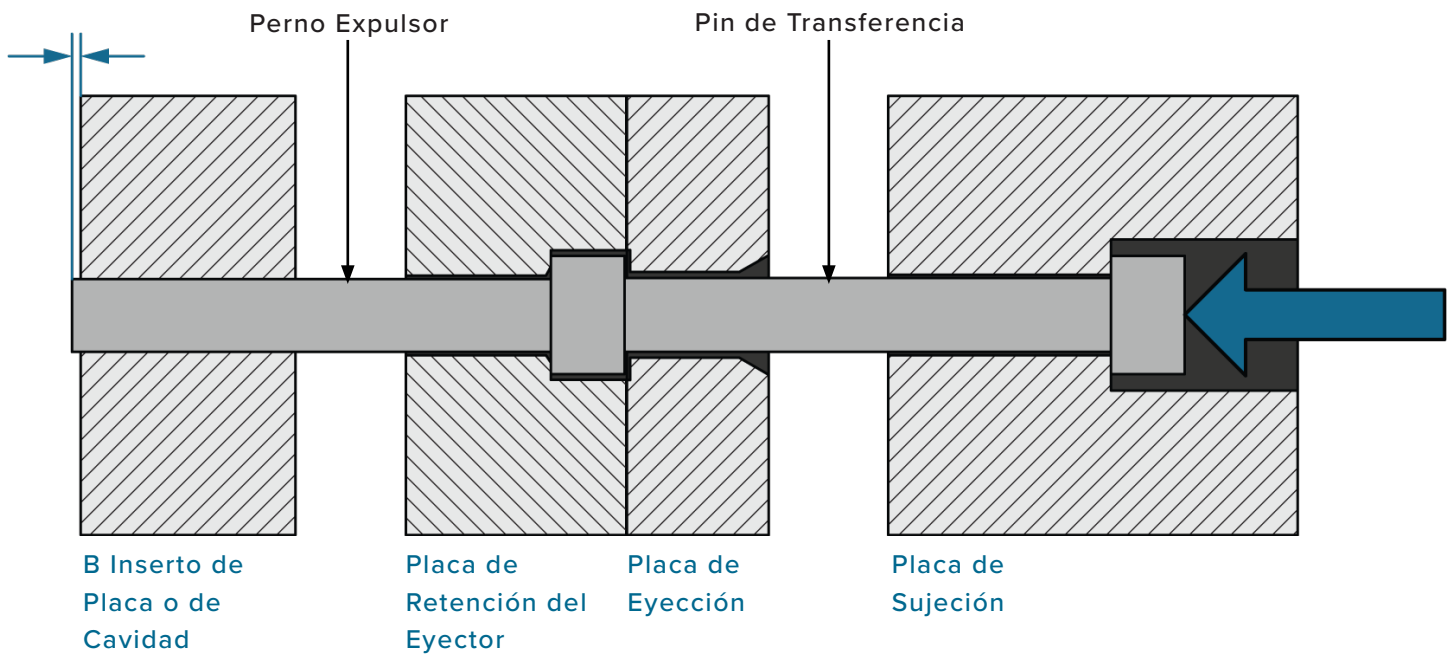 Perno Expulsor
Pin de Transferencia
B Inserto de
Placa o de
Cavidad
Placa de
Retención del
Eyector
Placa de
Eyección
Placa de
Sujeción